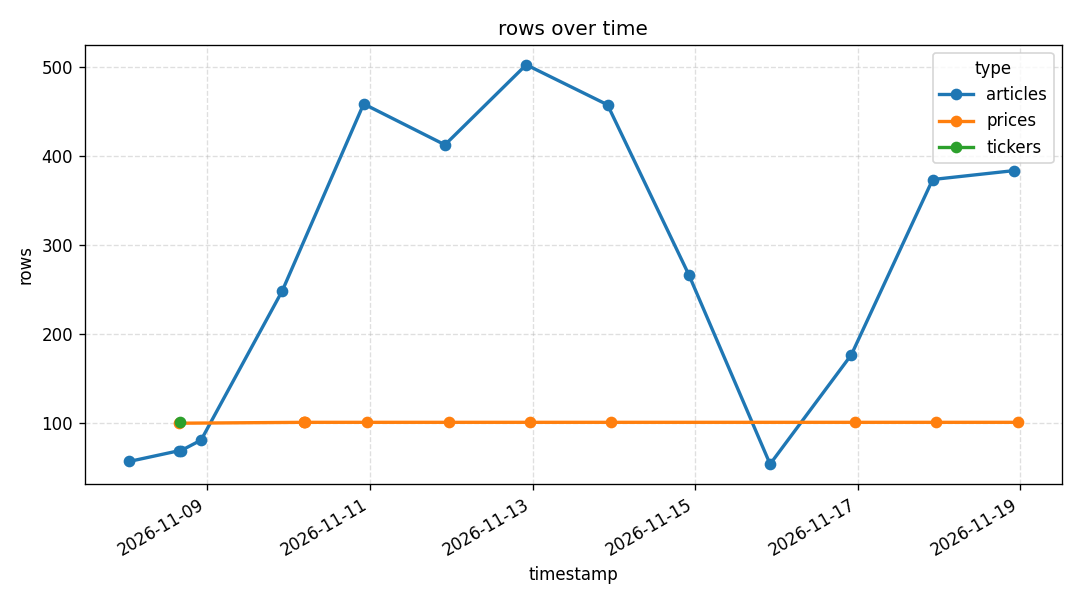 rows over time
type
articles
prices
tickers
rows
500
400
300
200
100
2026-11-09
2026-11-11
2026-11-13
2026-11-15
2026-11-17
2026-11-19
timestamp